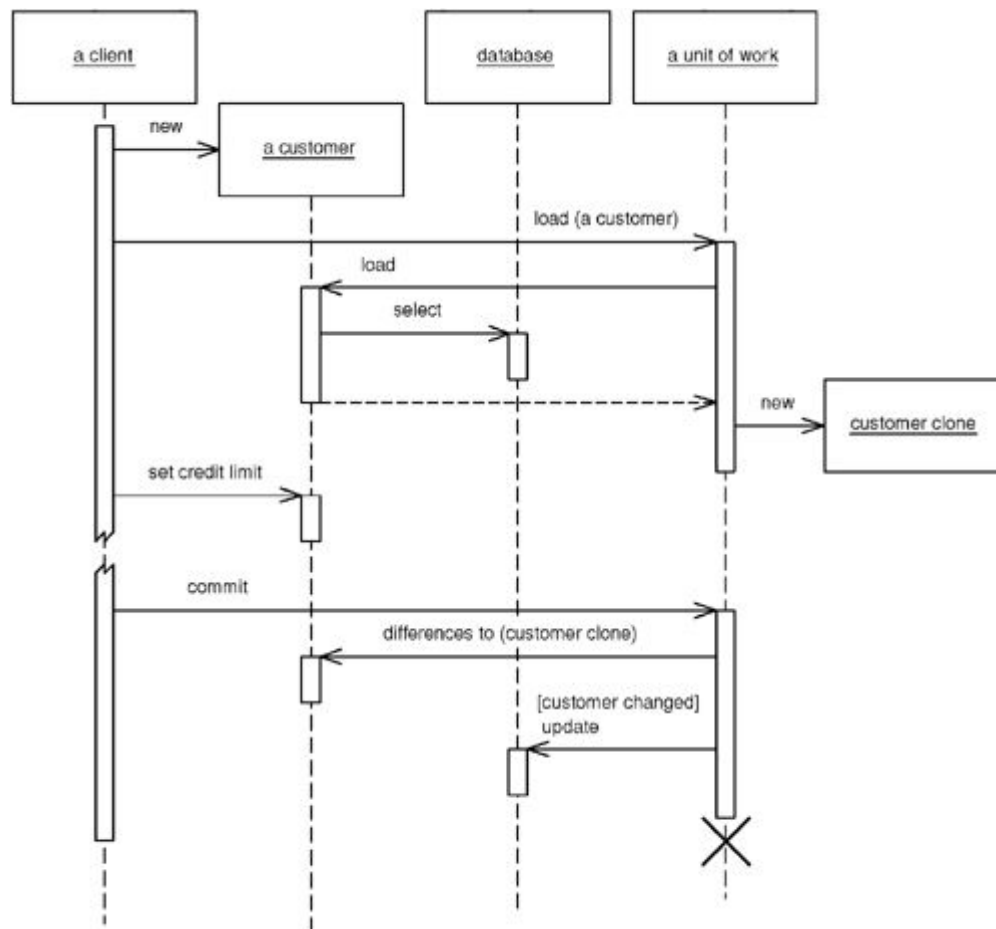 a client
database
a unit of work
new
a customer
load (a customer)
load
select
new
customer clone
set credit limit
commit
differences to (customer clone)
[customer changed]
update